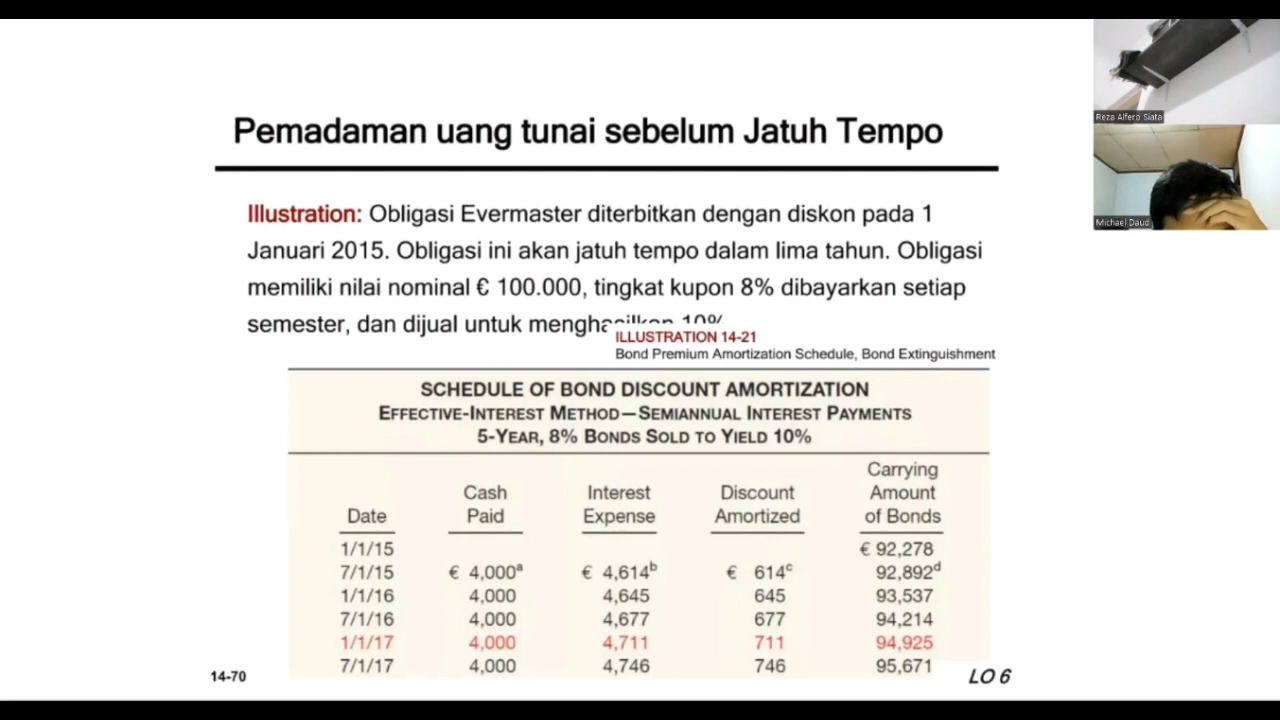 Pemadaman uang tunai sebelum Jatuh Tempo
Illustration: Obligasi Evermaster diterbitkan dengan diskon pada 1
Januari 2015. Obligasi ini akan jatuh tempo dalam lima tahun. Obligasi
memiliki nilai nominal € 100.000, tingkat kupon 8% dibayarkan setiap
semester, dan dijual untuk menghasilkan 10%
ILLUSTRATION 14-21
Bond Premium Amortization Schedule, Bond Extinguishment
SCHEDULE OF BOND DISCOUNT AMORTIZATION
EFFECTIVE-INTEREST METHOD—SEMIANNUAL INTEREST PAYMENTS
5-YEAR, 8% BONDS SOLD TO YIELD 10%
Date Cash Paid Interest Expense Discount Amortized Carrying Amount of Bonds
1/1/15 € 92,278
7/1/15 € 4,000a € 4,614b € 614c 92,892d
1/1/16 4,000 4,645 645 93,537
7/1/16 4,000 4,677 677 94,214
1/1/17 4,000 4,711 711 94,925
7/1/17 4,000 4,746 746 95,671
14-70
LO 6
Reza Alfero Siata
Michael Daud